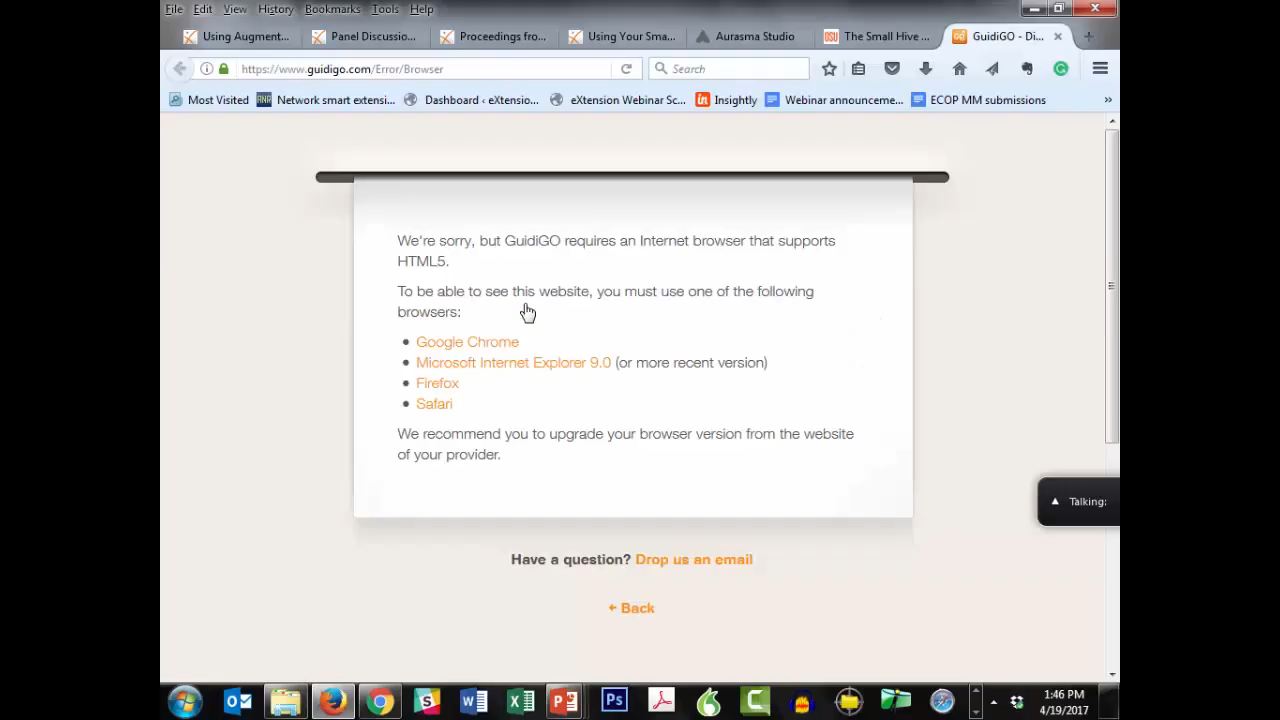 File Edit View History Bookmarks Tools Help
Using Augment... Panel Discussio... Proceedings fro... Using Your Sma... Aurasma Studio OSU The Small Hive ... GuidiGO - Di...
https://www.guidigo.com/Error/Browser Search
Most Visited ANR Network smart extensi... Dashboard ‹ eXtensio... eXtension Webinar Sc... in Insightly Webinar announceme... ECOP MM submissions »
We're sorry, but GuidiGO requires an Internet browser that supports
HTML5.
To be able to see this website, you must use one of the following
browsers:
• Google Chrome
• Microsoft Internet Explorer 9.0 (or more recent version)
• Firefox
• Safari
We recommend you to upgrade your browser version from the website
of your provider.
Talking:
Have a question? Drop us an email
Back
Ps
1:46 PM
4/19/2017